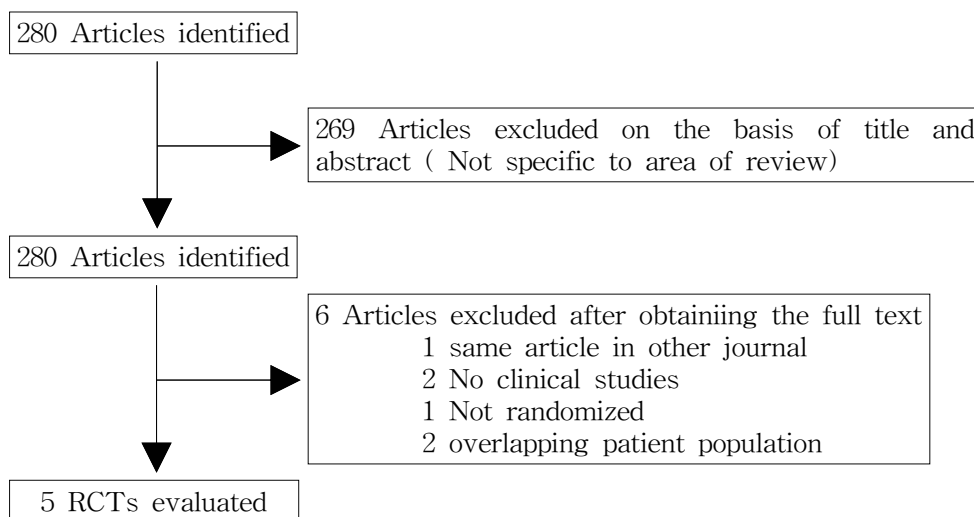 280 Articles identified
269 Articles excluded on the basis of title and
abstract ( Not specific to area of review)
280 Articles identified
6 Articles excluded after obtainiing the full text
1 same article in other journal
2 No clinical studies
1 Not randomized
2 overlapping patient population
5 RCTs evaluated